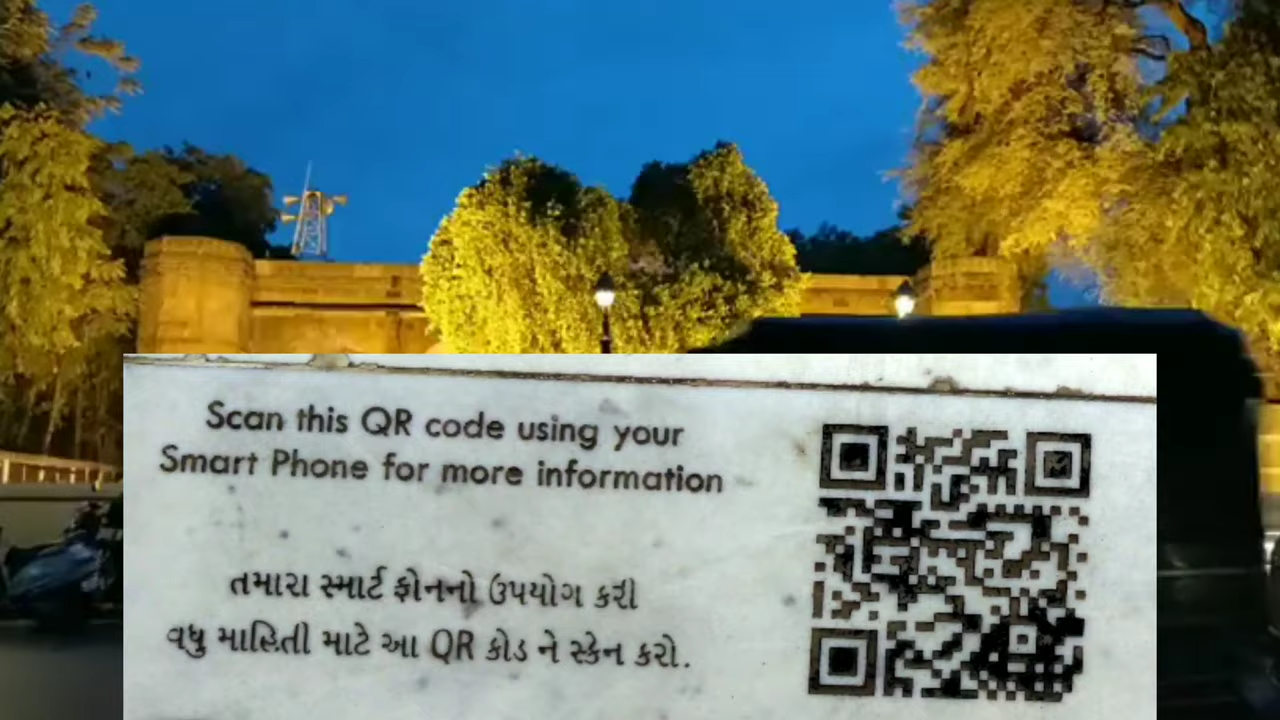 Scan this QR code using your
Smart Phone for more information
તમારા સ્માર્ટ ફોનનો ઉપયોગ કરી
વધુ માહિતી માટે આ QR કોડ ને સ્કેન કરો.